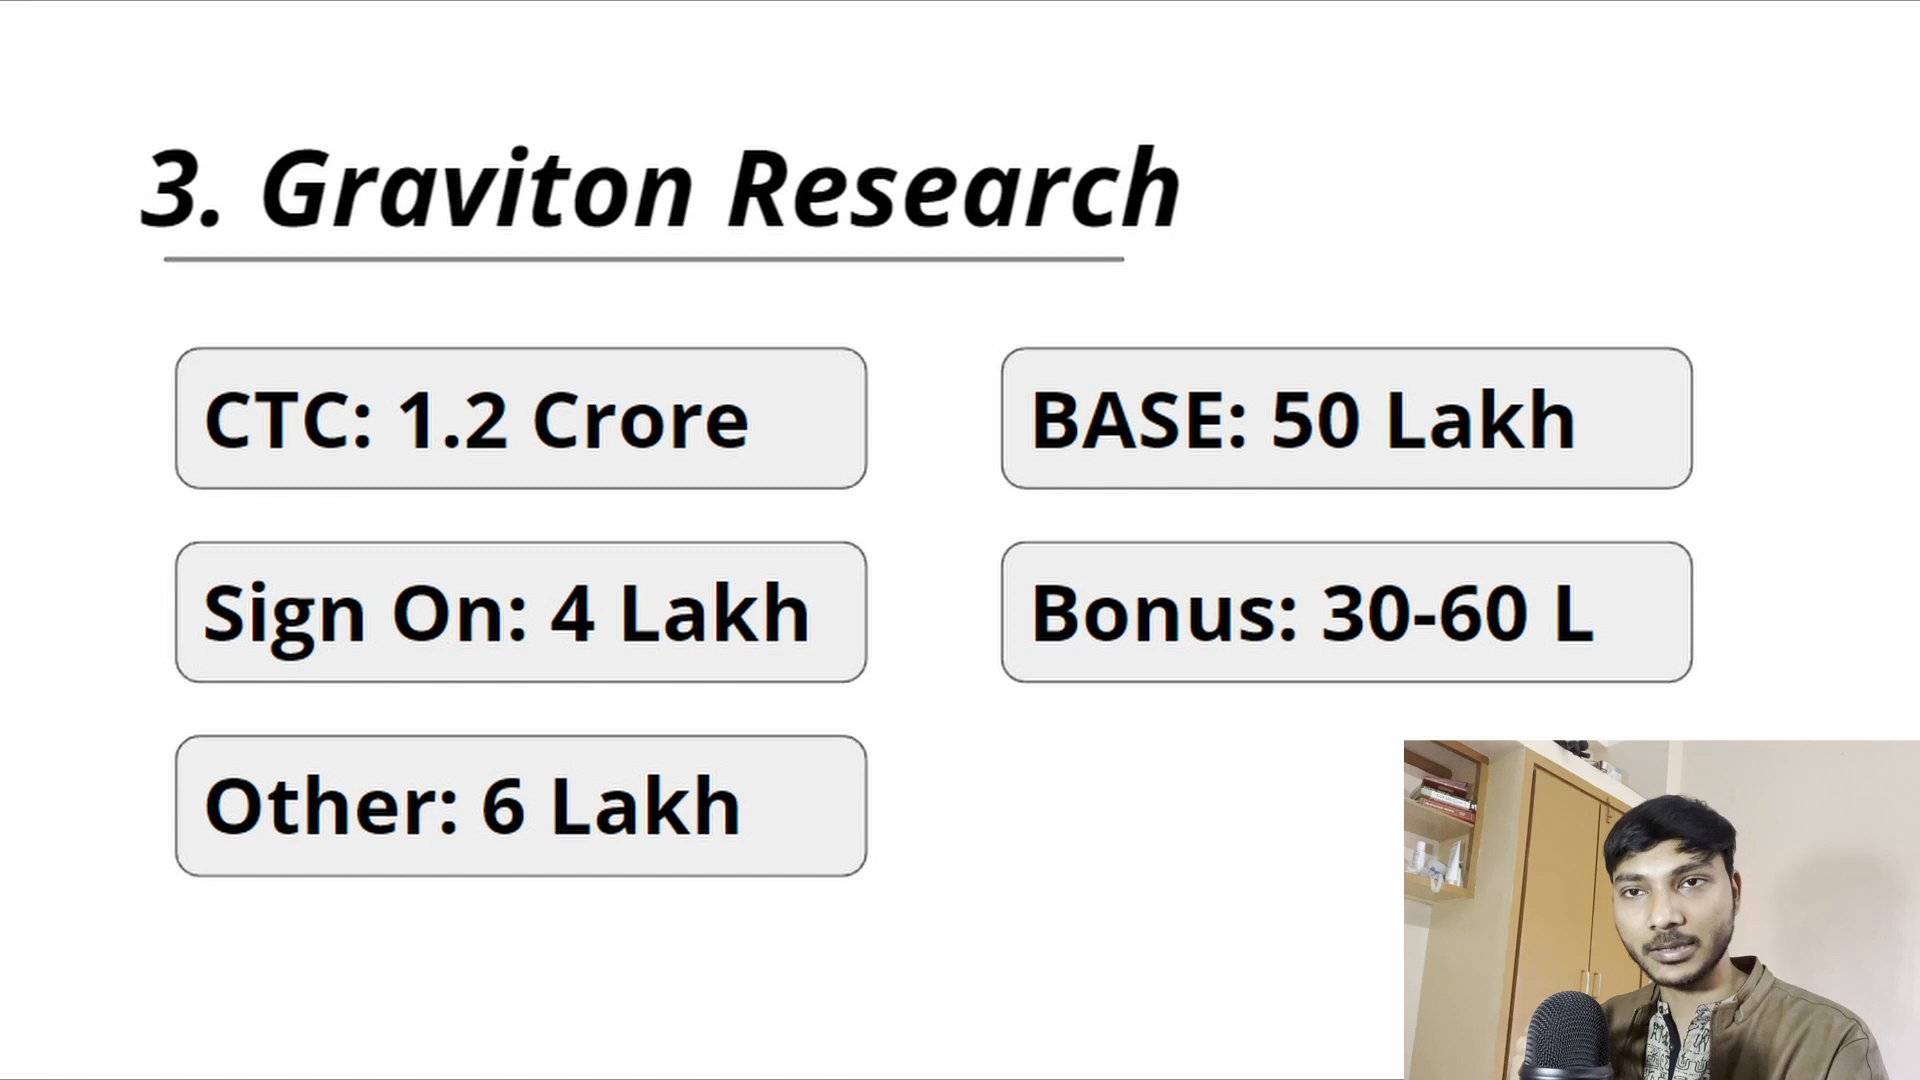 3. Graviton Research
CTC: 1.2 Crore
BASE: 50 Lakh
Sign On: 4 Lakh
Bonus: 30-60 L
Other: 6 Lakh